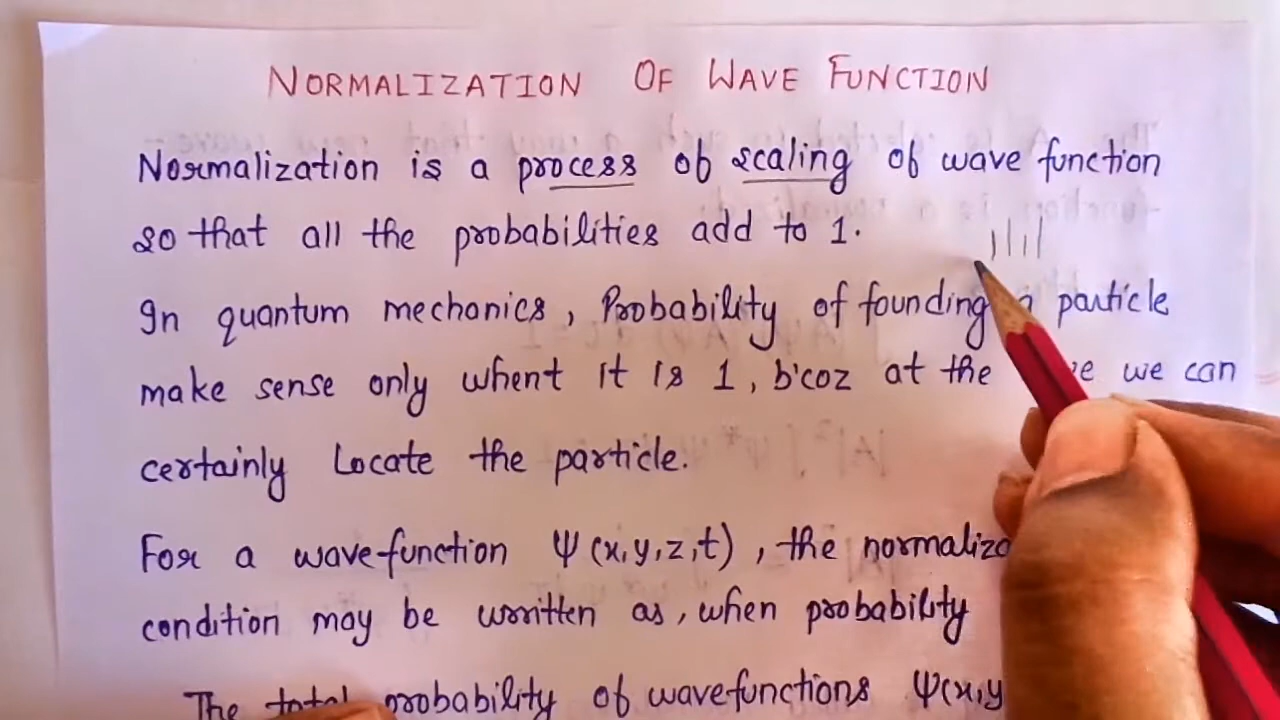 NORMALIZATION OF WAVE FUNCTION
Normalization is a process of scaling of wave function
so that all the probabilities add to 1.
In quantum mechanics, Probability of founding particle
make sense only whent it is 1, b'coz at the we can
certainly Locate the particle.
For a wavefunction Ψ(x,y,z,t), the
condition may be written as, when probability
The total probability of wavefunctions Ψ(x,y